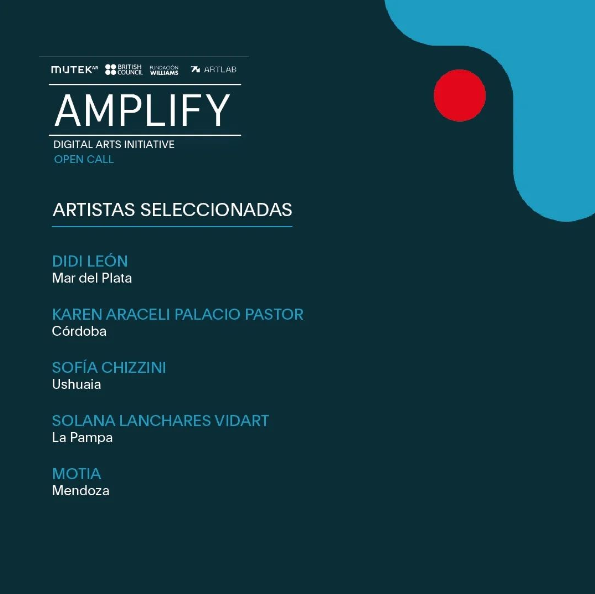 MUTEK AR BRITISH COUNCIL FUNDACIÓN WILLIAMS ARTLAB
AMPLIFY
DIGITAL ARTS INITIATIVE
OPEN CALL
ARTISTAS SELECCIONADAS
DIDI LEÓN
Mar del Plata
KAREN ARACELI PALACIO PASTOR
Córdoba
SOFÍA CHIZZINI
Ushuaia
SOLANA LANCHARES VIDART
La Pampa
MOTIA
Mendoza